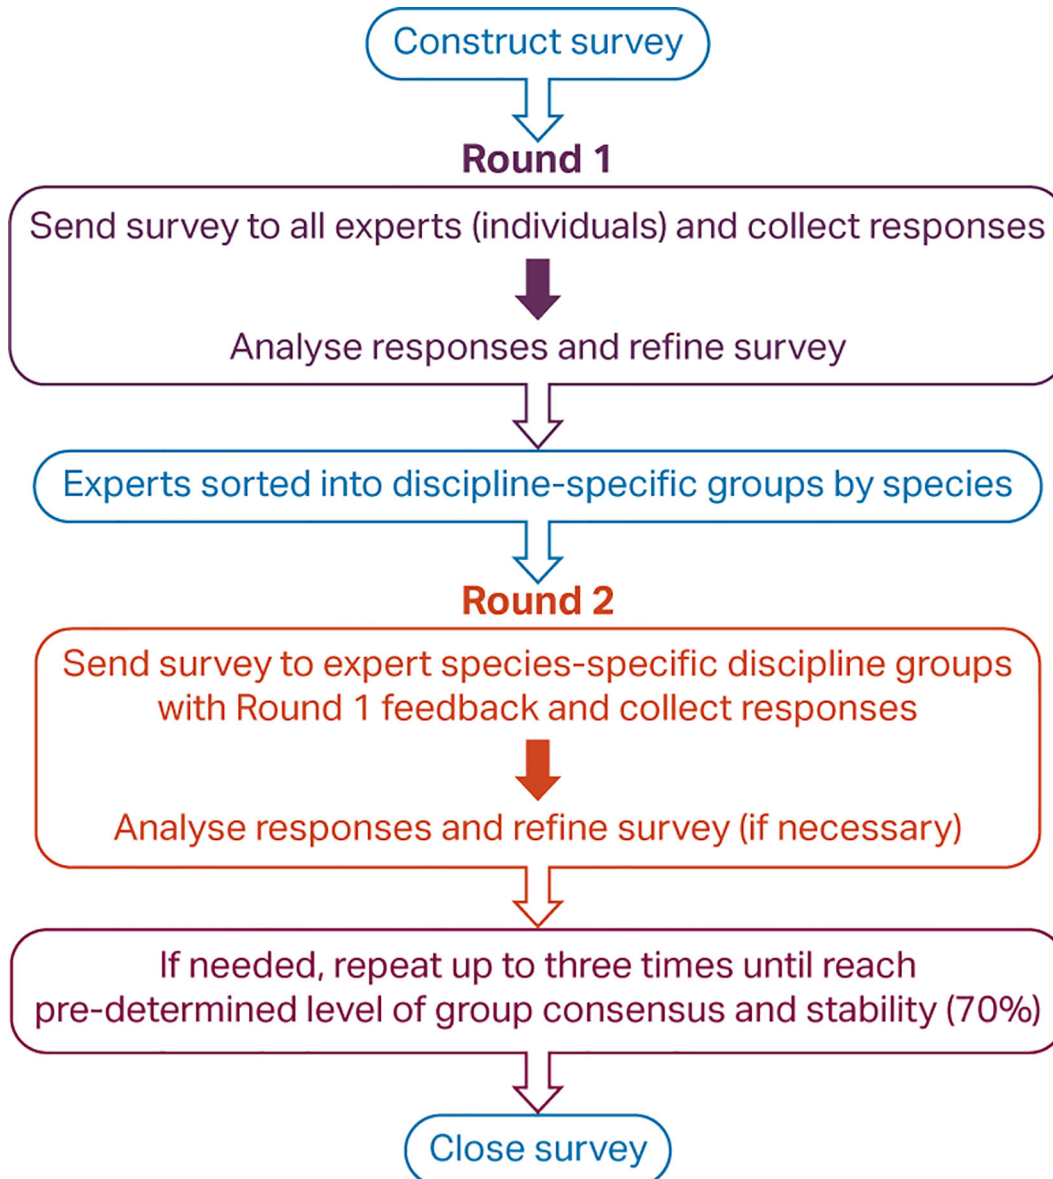 Construct survey
Round 1
Send survey to all experts (individuals) and collect responses
Analyse responses and refine survey
Experts sorted into discipline-specific groups by species
Round 2
Send survey to expert species-specific discipline groups
with Round 1 feedback and collect responses
Analyse responses and refine survey (if necessary)
If needed, repeat up to three times until reach
pre-determined level of group consensus and stability (70%)
Close survey